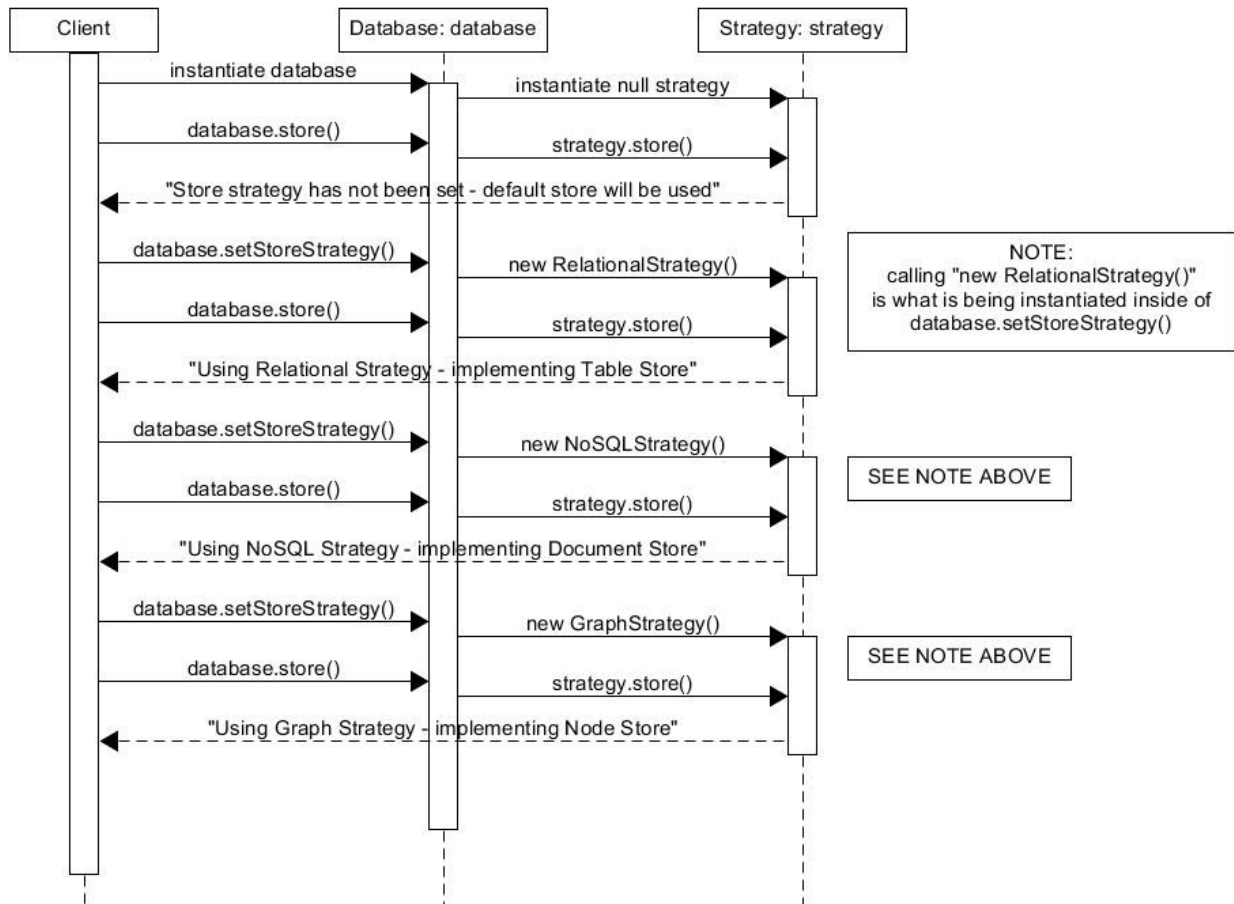 Client
Database: database
Strategy: strategy
instantiate database
instantiate null strategy
database.store()
strategy.store()
"Store strategy has not been set - default store will be used"
database.setStoreStrategy()
new RelationalStrategy()
NOTE:
calling "new RelationalStrategy()"
is what is being instantiated inside of
database.setStoreStrategy()
database.store()
strategy.store()
"Using Relational Strategy - implementing Table Store"
database.setStoreStrategy()
new NoSQLStrategy()
SEE NOTE ABOVE
database.store()
strategy.store()
"Using NoSQL Strategy - implementing Document Store"
database.setStoreStrategy()
new GraphStrategy()
SEE NOTE ABOVE
database.store()
strategy.store()
"Using Graph Strategy - implementing Node Store"